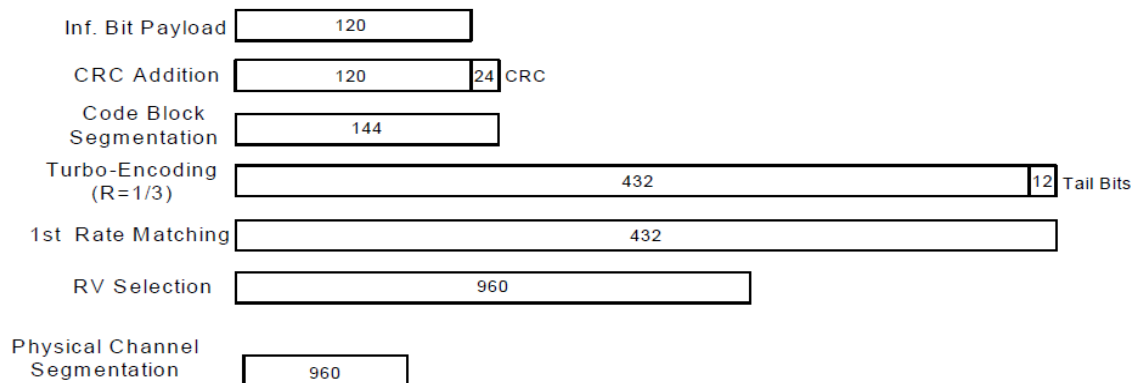 Inf. Bit Payload 120
CRC Addition 120 24 CRC
Code Block
Segmentation 144
Turbo-Encoding
(R=1/3) 432 12 Tail Bits
1st Rate Matching 432
RV Selection 960
Physical Channel
Segmentation 960